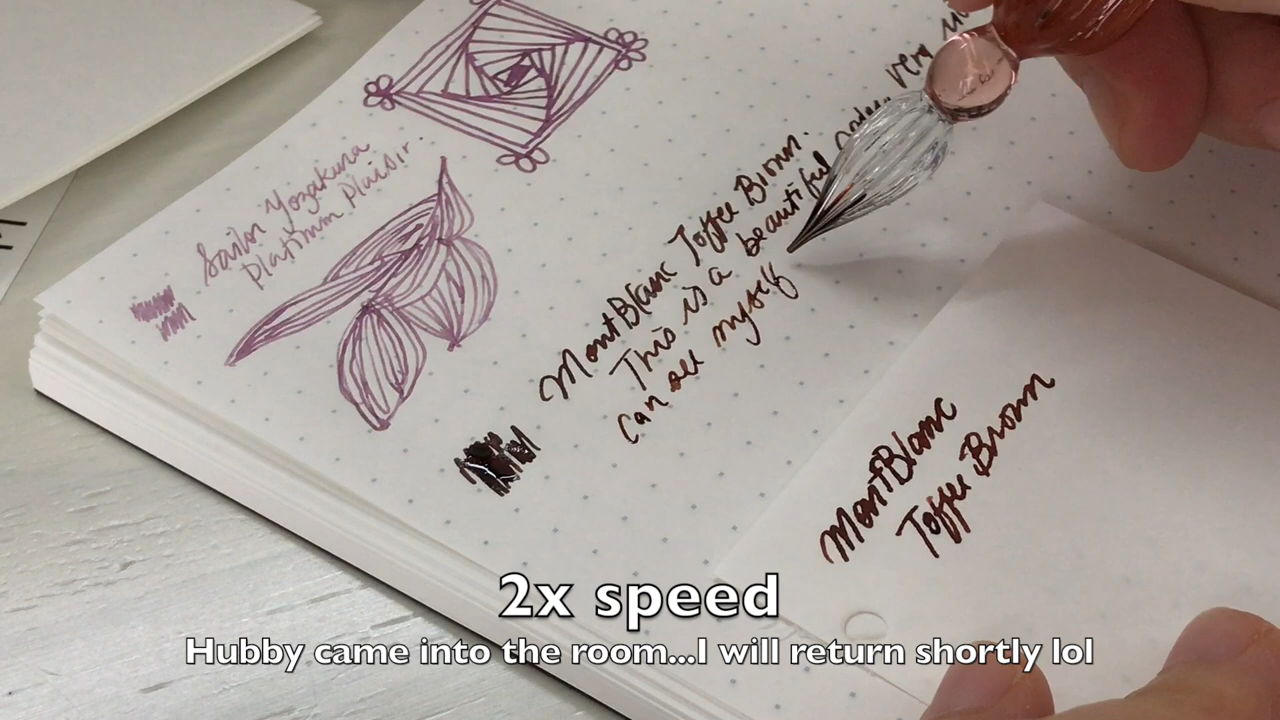 Sailor Yozakura
Platinum Plaisir
MontBlanc Toffee Brown.
This is a beautiful very
can see myself
MontBlanc
Toffee Brown
2x speed
Hubby came into the room...I will return shortly lol